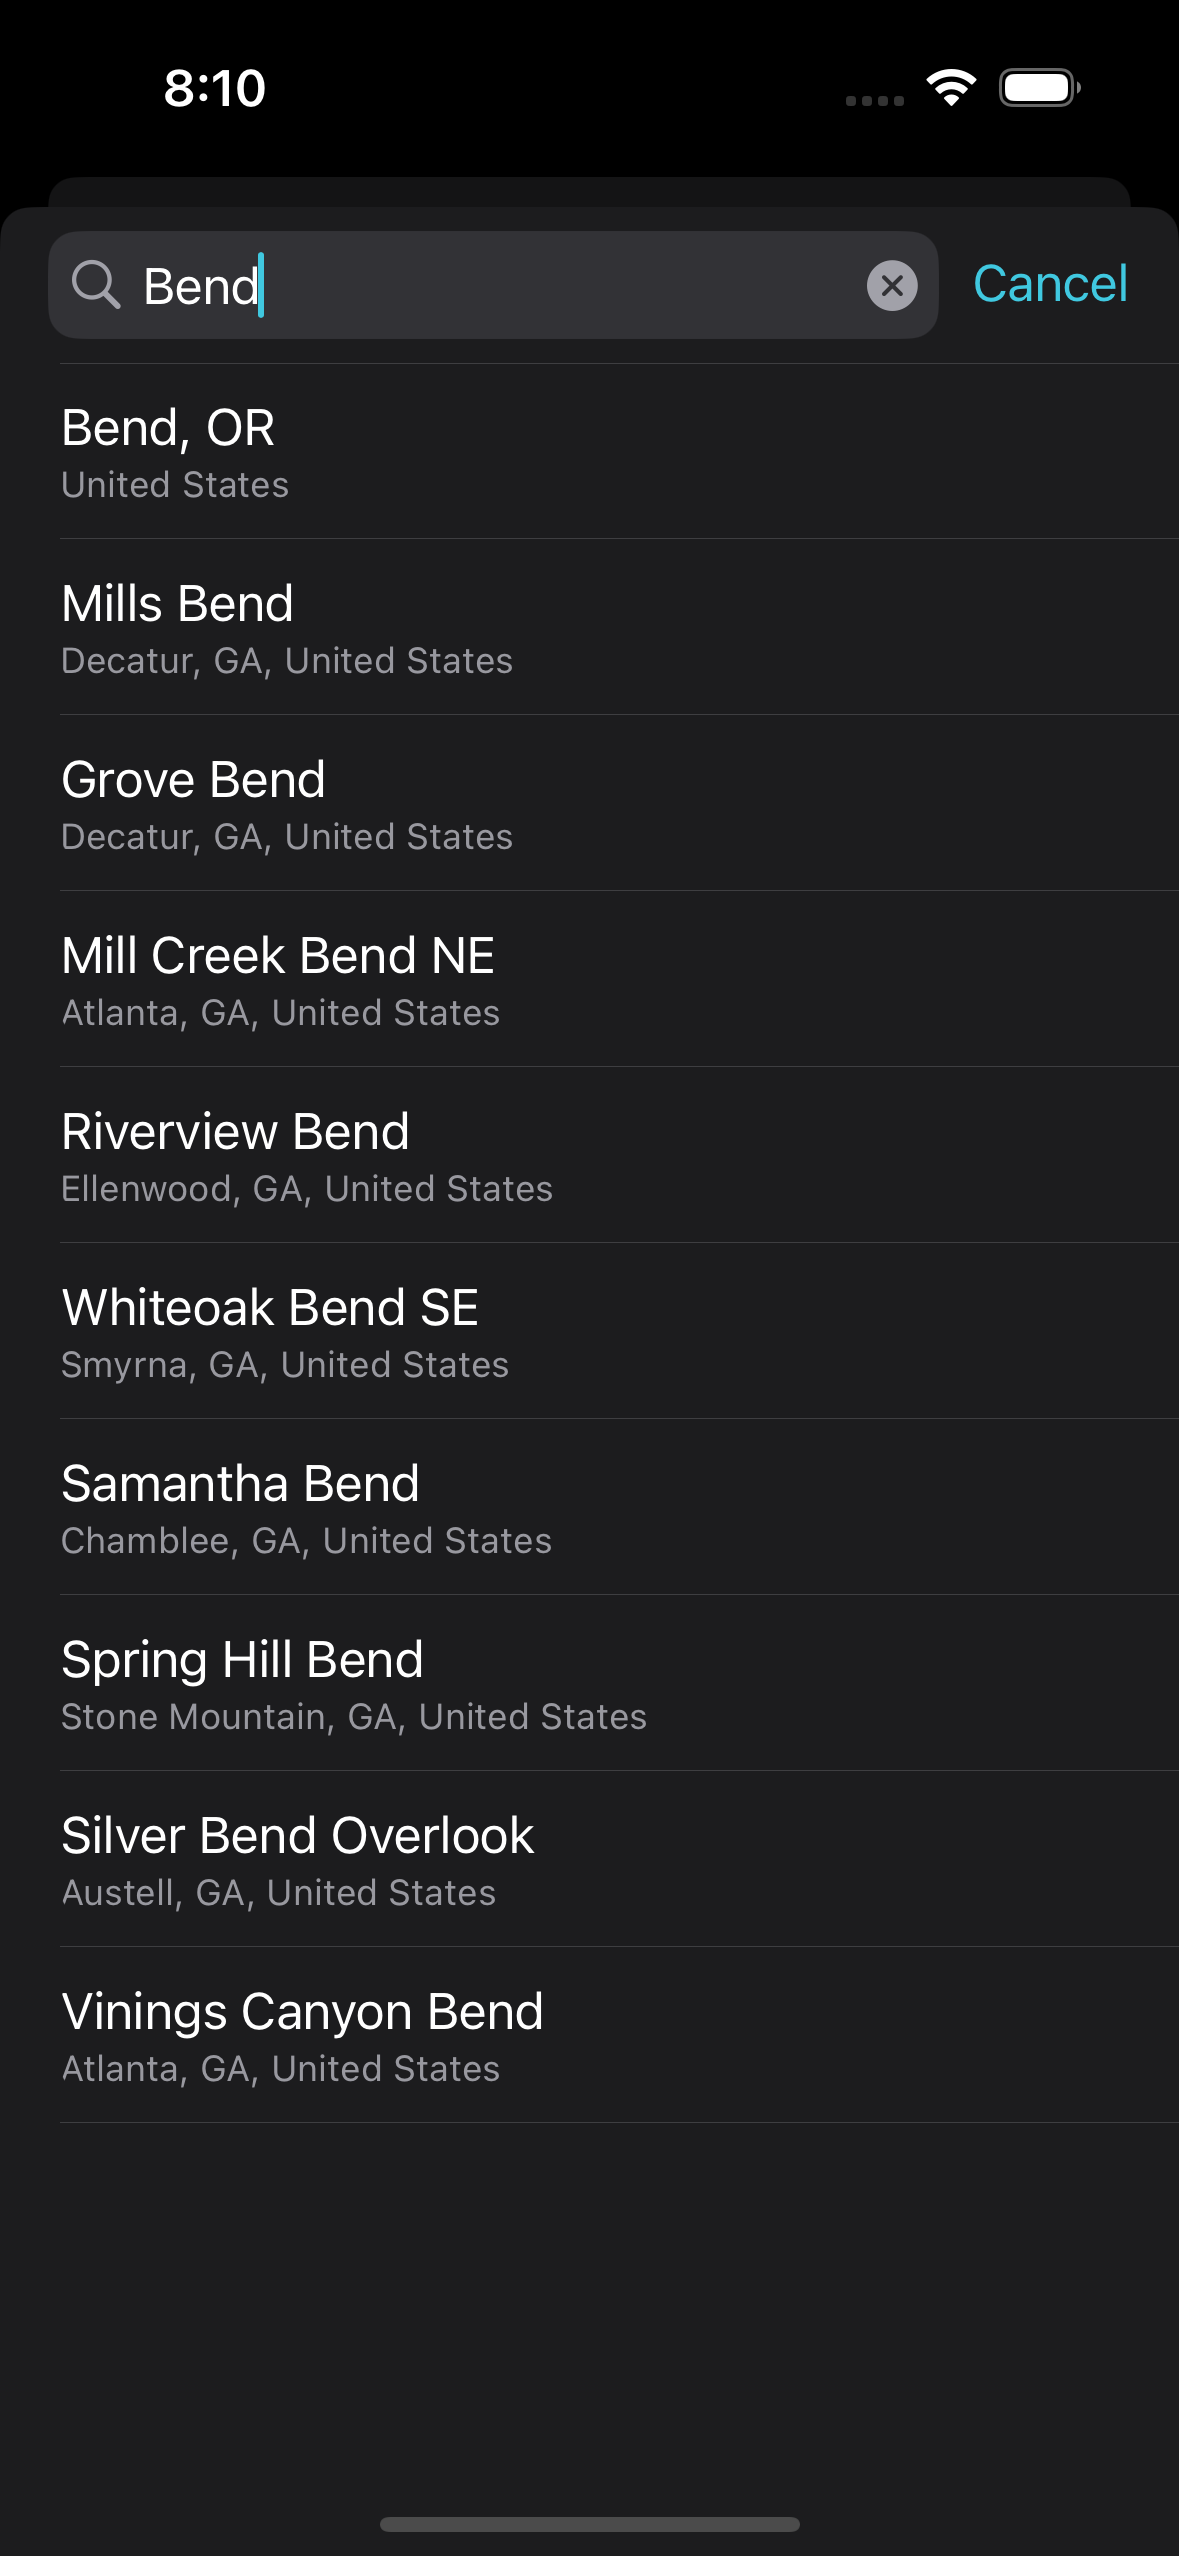 8:10
Bend
Cancel
Bend, OR
United States
Mills Bend
Decatur, GA, United States
Grove Bend
Decatur, GA, United States
Mill Creek Bend NE
Atlanta, GA, United States
Riverview Bend
Ellenwood, GA, United States
Whiteoak Bend SE
Smyrna, GA, United States
Samantha Bend
Chamblee, GA, United States
Spring Hill Bend
Stone Mountain, GA, United States
Silver Bend Overlook
Austell, GA, United States
Vinings Canyon Bend
Atlanta, GA, United States